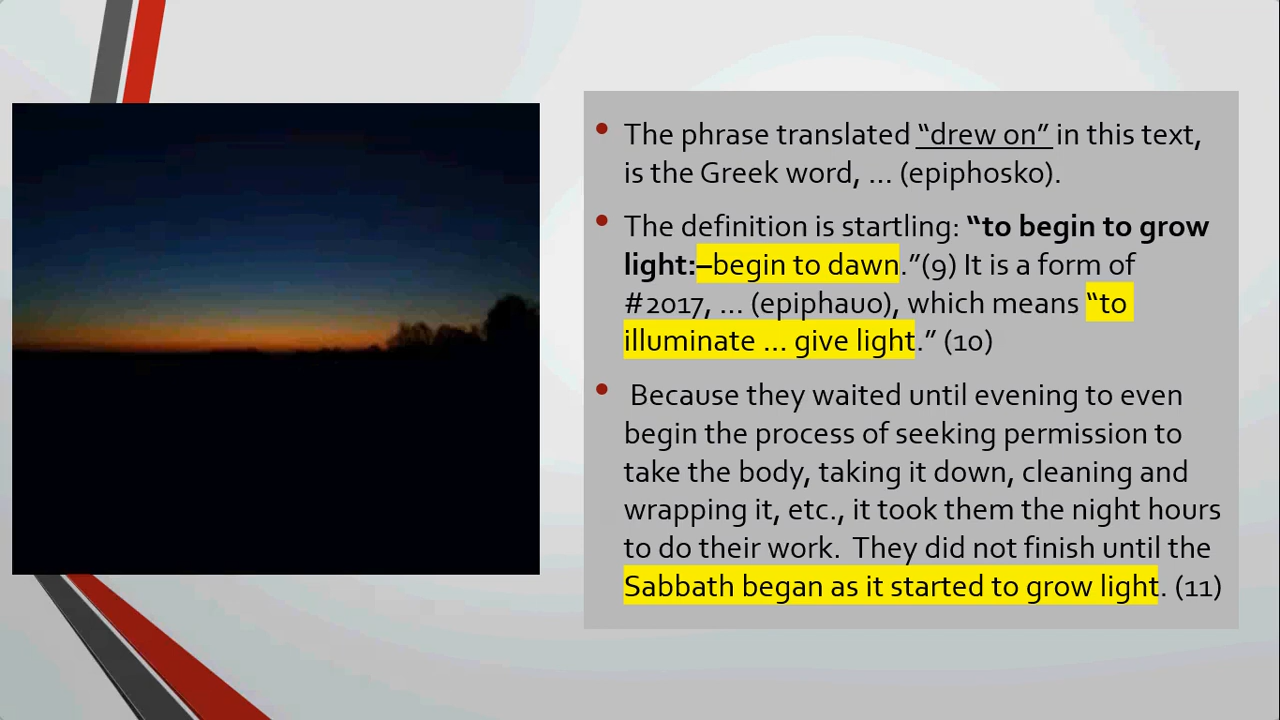 • The phrase translated “drew on” in this text,
is the Greek word, ... (epiphosko).
• The definition is startling: “to begin to grow
light:–begin to dawn.”(9) It is a form of
#2017, ... (epiphauo), which means “to
illuminate ... give light.” (10)
• Because they waited until evening to even
begin the process of seeking permission to
take the body, taking it down, cleaning and
wrapping it, etc., it took them the night hours
to do their work.  They did not finish until the
Sabbath began as it started to grow light. (11)